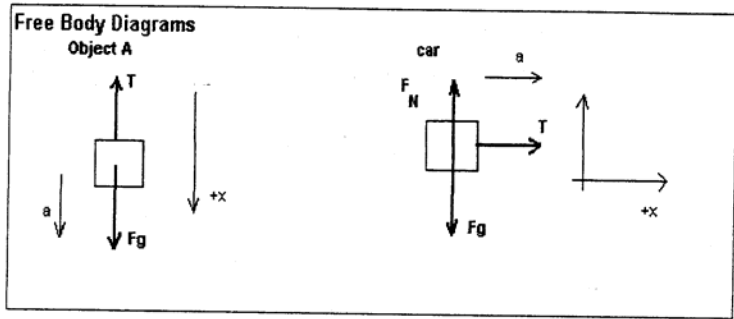 Free Body Diagrams
Object A
T
a
+x
Fg
car
a
F
N
T
Fg
+x